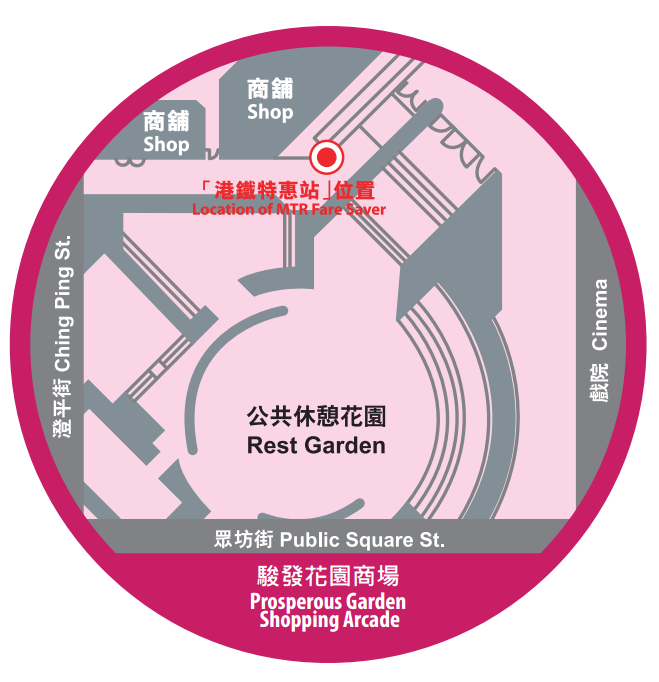 商舖
Shop
商舖
Shop
「港鐵特惠站」位置
Location of MTR Fare Saver
澄平街 Ching Ping St.
戲院 Cinema
公共休憩花園
Rest Garden
眾坊街 Public Square St.
駿發花園商場
Prosperous Garden
Shopping Arcade